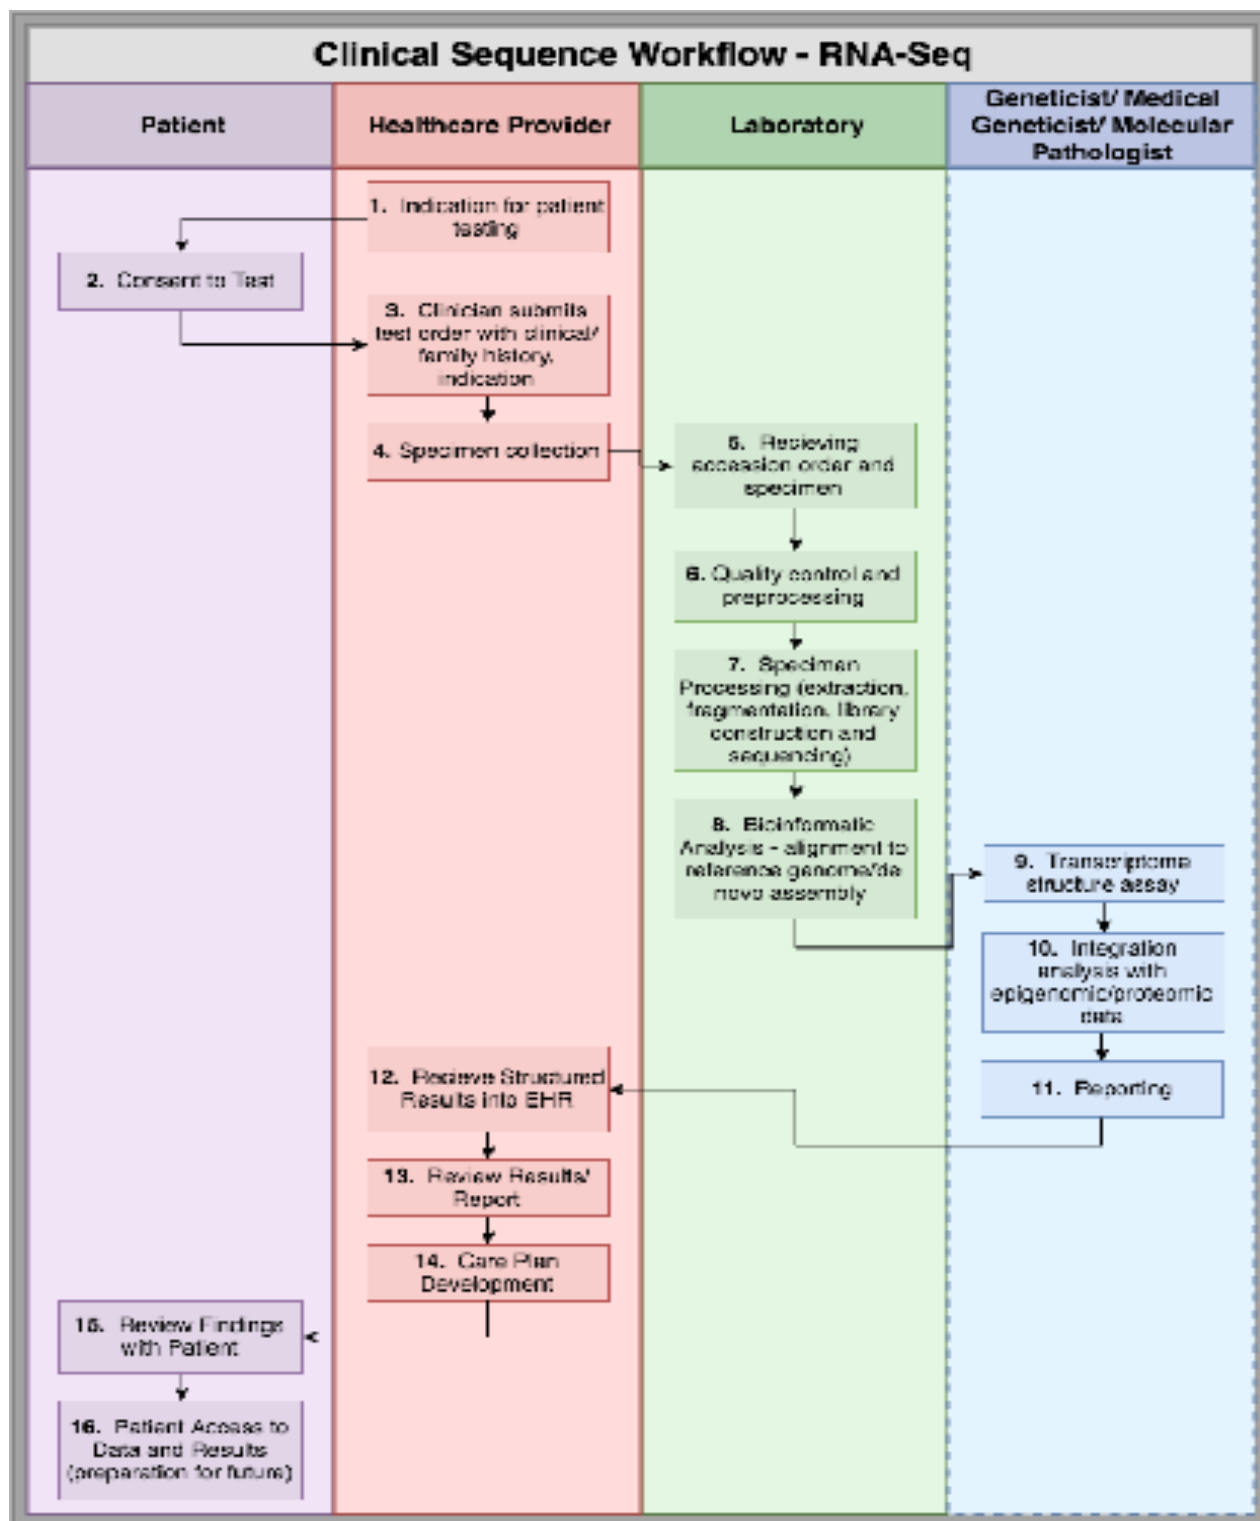 Clinical Sequence Workflow - RNA-Seq
Patient
Healthcare Provider
Laboratory
Geneticist/ Medical
Geneticist/ Molecular
Pathologist
1. Indication for patient
testing
2. Consent to Test
3. Clinician submits
test order with clinical/
family history,
indication
4. Specimen collection
5. Recieving
accession order and
specimen
6. Quality control and
preprocessing
7. Specimen
Processing (extraction,
fragmentation, library
construction and
sequencing)
8. Bioinformatic
Analysis - alignment to
reference genome/de
novo assembly
9. Transcriptome
structure assay
10. Integration
analysis with
epigenomic/proteomic
data
11. Reporting
12. Recieve Structured
Results into EHR
13. Review Results/
Report
14. Care Plan
Development
15. Review Findings
with Patient
16. Patient Access to
Data and Results
(preparation for future)